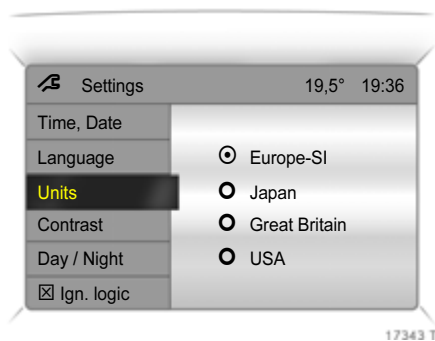 Settings 19,5° 19:36
Time, Date
Language
Units
Contrast
Day / Night
☒ Ign. logic
Europe-SI
Japan
Great Britain
USA
17343 T